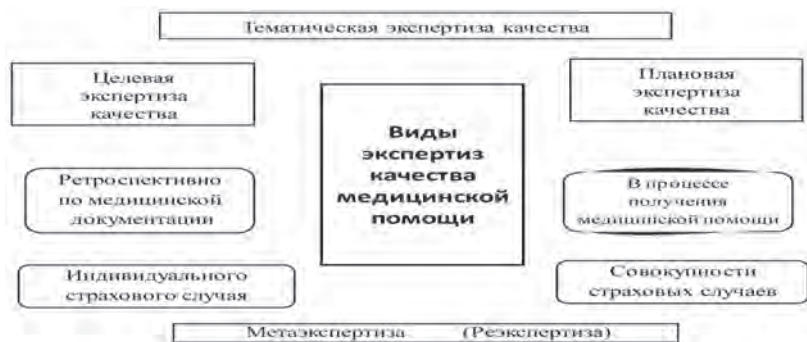 Тематическая экспертиза качества
Целевая
экспертиза
качества
Плановая
экспертиза
качества
Виды
экспертиз
качества
медицинской
помощи
Ретроспективно
по медицинской
документации
В процессе
получения
медицинской помощи
Индивидуального
страхового случая
Совокупности
страховых случаев
Метаэкспертиза (Реэкспертиза)